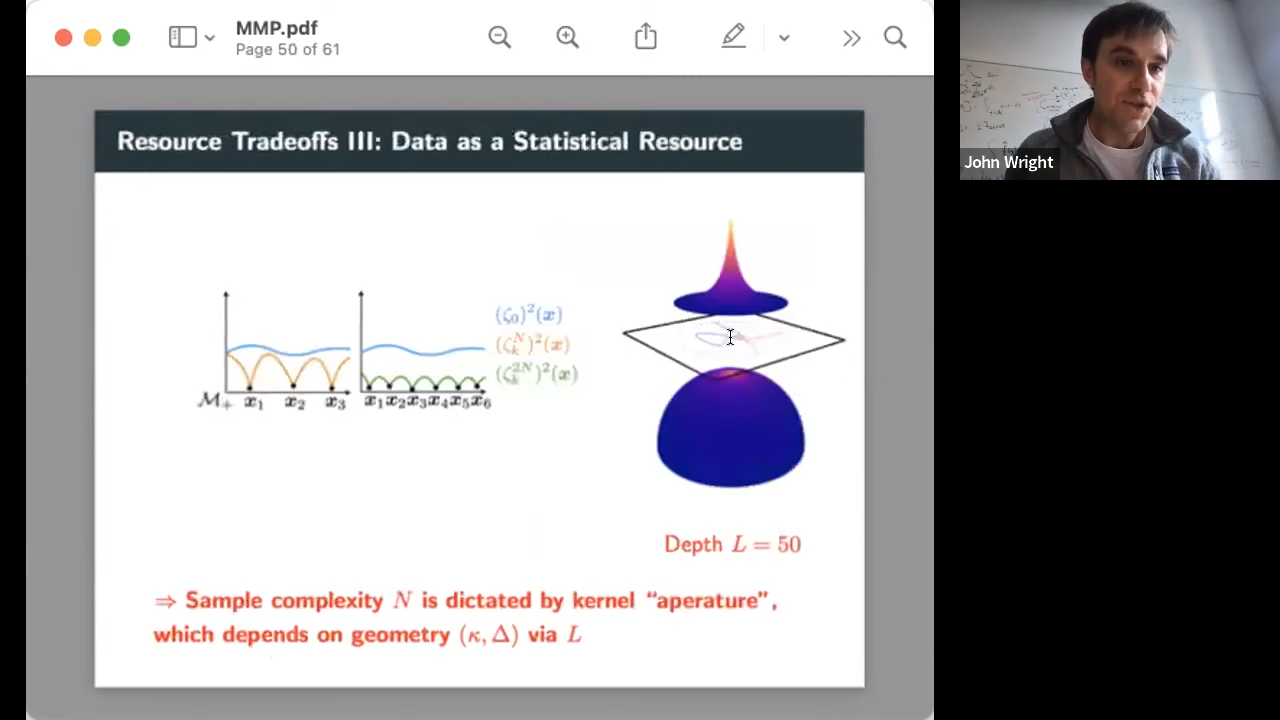 MMP.pdf
Page 50 of 61
Resource Tradeoffs III: Data as a Statistical Resource
(ζ₀)²(x)
(ζₖᴺ)²(x)
(ζₖ²ᴺ)²(x)
M₊ x₁ x₂ x₃ x₁ x₂ x₃ x₄ x₅ x₆
Depth L = 50
⇒ Sample complexity N is dictated by kernel “aperature”,
which depends on geometry (κ, Δ) via L
John Wright